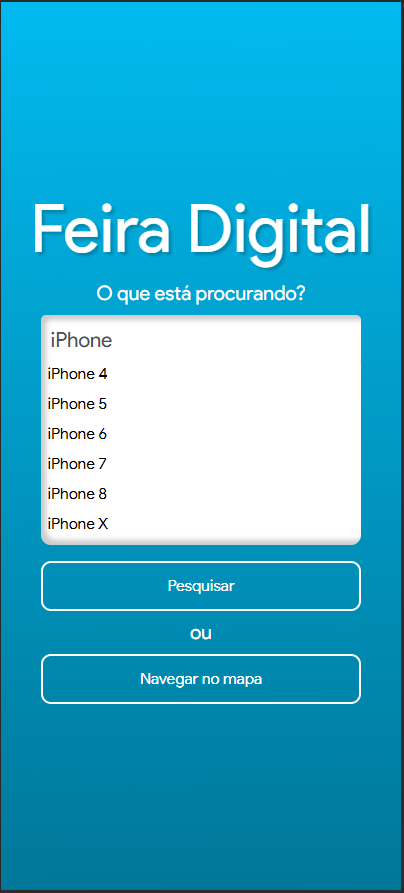 Feira Digital
O que está procurando?
iPhone
iPhone 4
iPhone 5
iPhone 6
iPhone 7
iPhone 8
iPhone X
Pesquisar
ou
Navegar no mapa